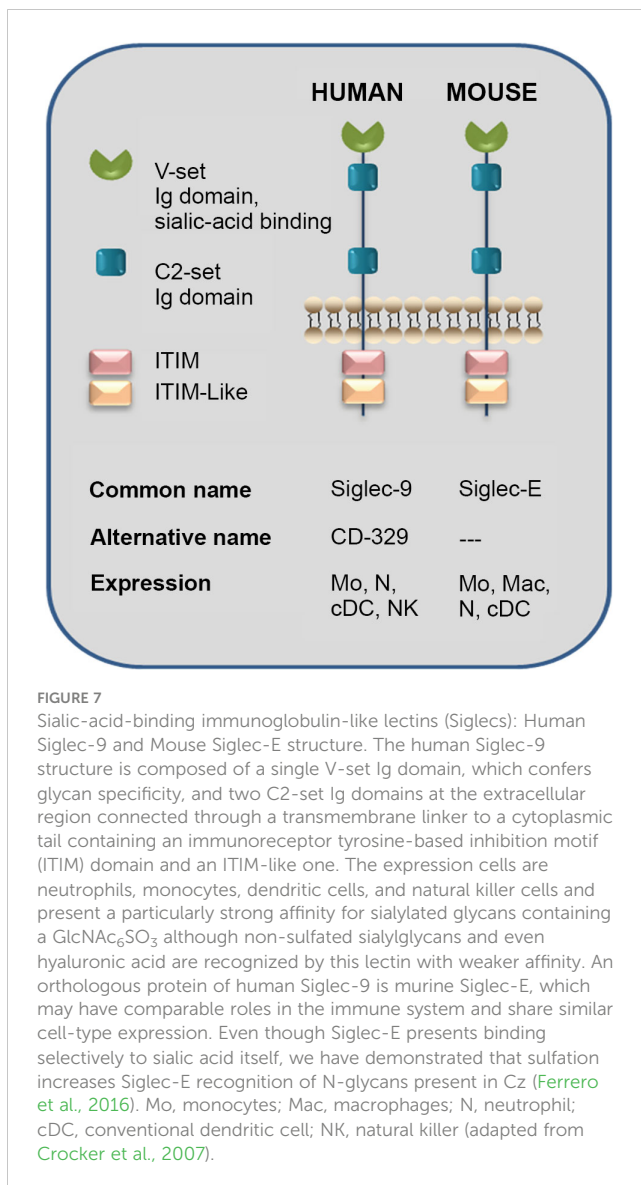 HUMAN MOUSE
V-set
Ig domain,
sialic-acid binding
C2-set
Ig domain
ITIM
ITIM-Like
Common name Siglec-9 Siglec-E
Alternative name CD-329 ---
Expression Mo, N, Mo, Mac,
cDC, NK N, cDC
FIGURE 7
Sialic-acid-binding immunoglobulin-like lectins (Siglecs): Human
Siglec-9 and Mouse Siglec-E structure. The human Siglec-9
structure is composed of a single V-set Ig domain, which confers
glycan specificity, and two C2-set Ig domains at the extracellular
region connected through a transmembrane linker to a cytoplasmic
tail containing an immunoreceptor tyrosine-based inhibition motif
(ITIM) domain and an ITIM-like one. The expression cells are
neutrophils, monocytes, dendritic cells, and natural killer cells and
present a particularly strong affinity for sialylated glycans containing
a GlcNAc₆SO₃ although non-sulfated sialylglycans and even
hyaluronic acid are recognized by this lectin with weaker affinity. An
orthologous protein of human Siglec-9 is murine Siglec-E, which
may have comparable roles in the immune system and share similar
cell-type expression. Even though Siglec-E presents binding
selectively to sialic acid itself, we have demonstrated that sulfation
increases Siglec-E recognition of N-glycans present in Cz (Ferrero
et al., 2016). Mo, monocytes; Mac, macrophages; N, neutrophil;
cDC, conventional dendritic cell; NK, natural killer (adapted from
Crocker et al., 2007).